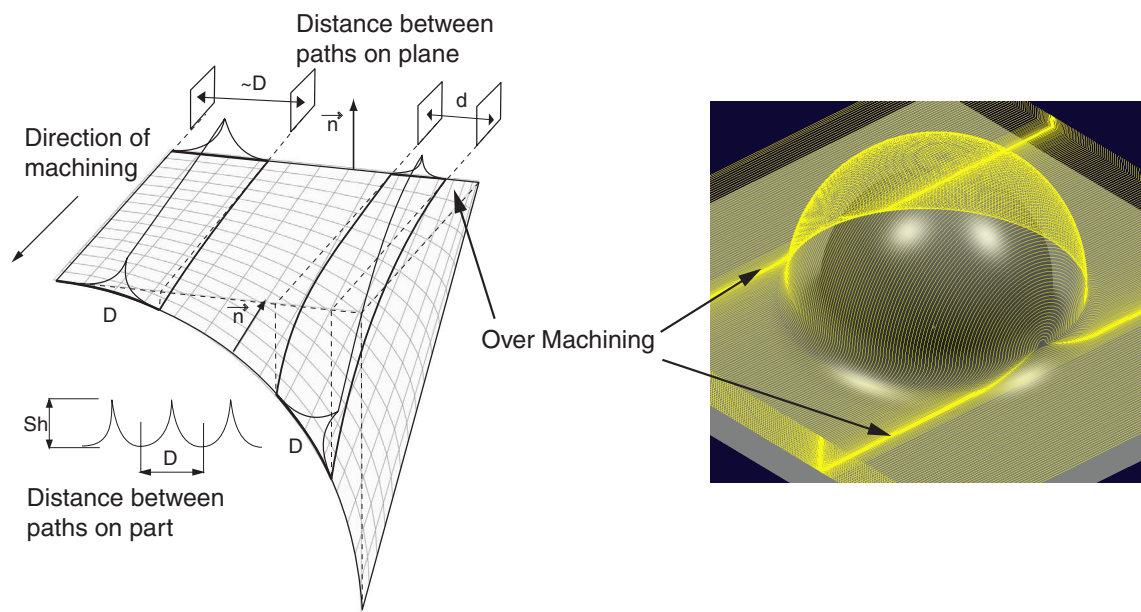 Distance between
paths on plane
~D
d
n
Direction of
machining
D
n
Over Machining
Sh
D
D
Distance between
paths on part